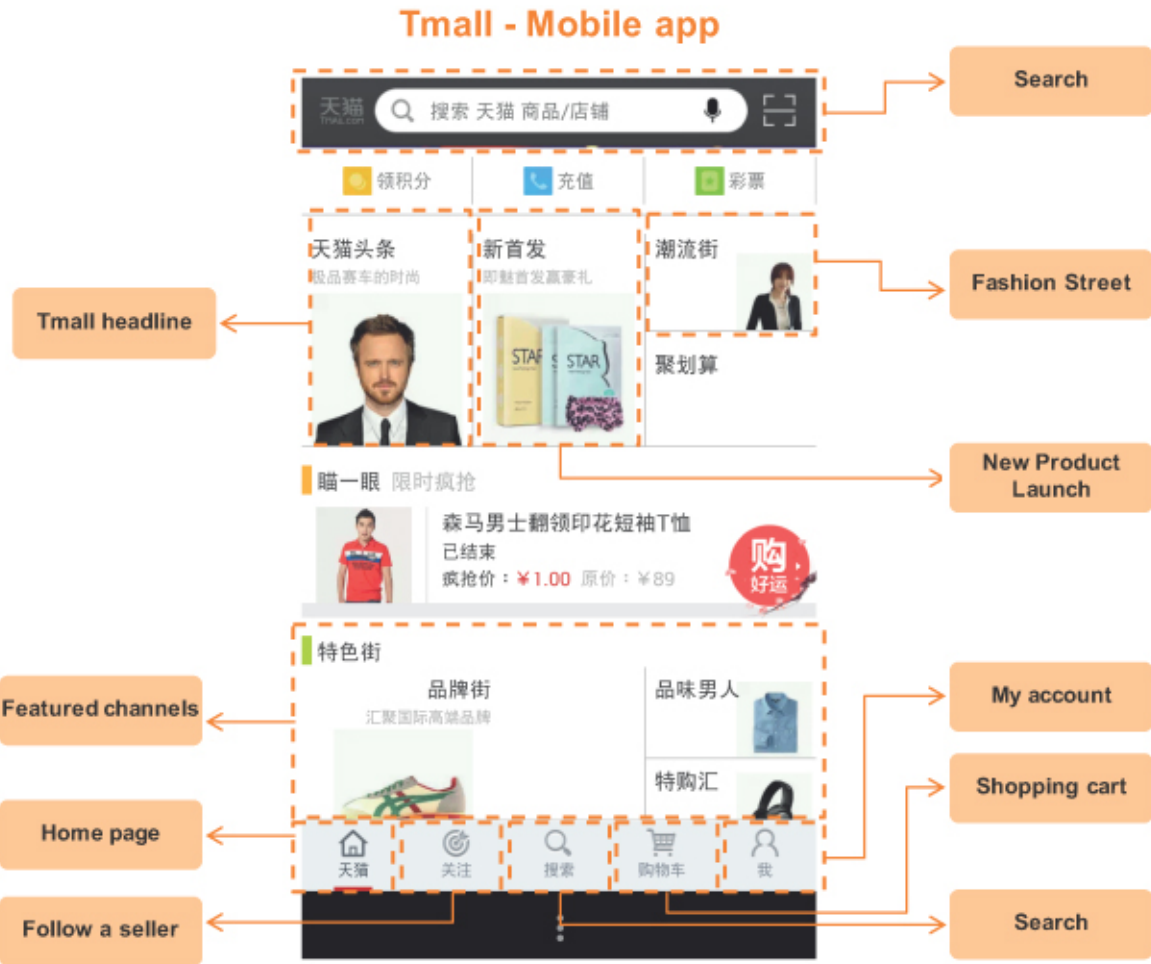 Tmall - Mobile app
Search
天猫
TMALL.COM
搜索 天猫 商品/店铺
领积分
充值
彩票
天猫头条
极品赛车的时尚
新首发
即魅首发赢豪礼
潮流街
Fashion Street
Tmall headline
STAR
STAR
聚划算
New Product
Launch
瞄一眼 限时疯抢
森马男士翻领印花短袖T恤
已结束
疯抢价：￥1.00 原价：￥89
购
好运
特色街
品牌街
汇聚国际高端品牌
品味男人
My account
Featured channels
特购汇
Shopping cart
Home page
天猫
关注
搜索
购物车
我
Follow a seller
Search